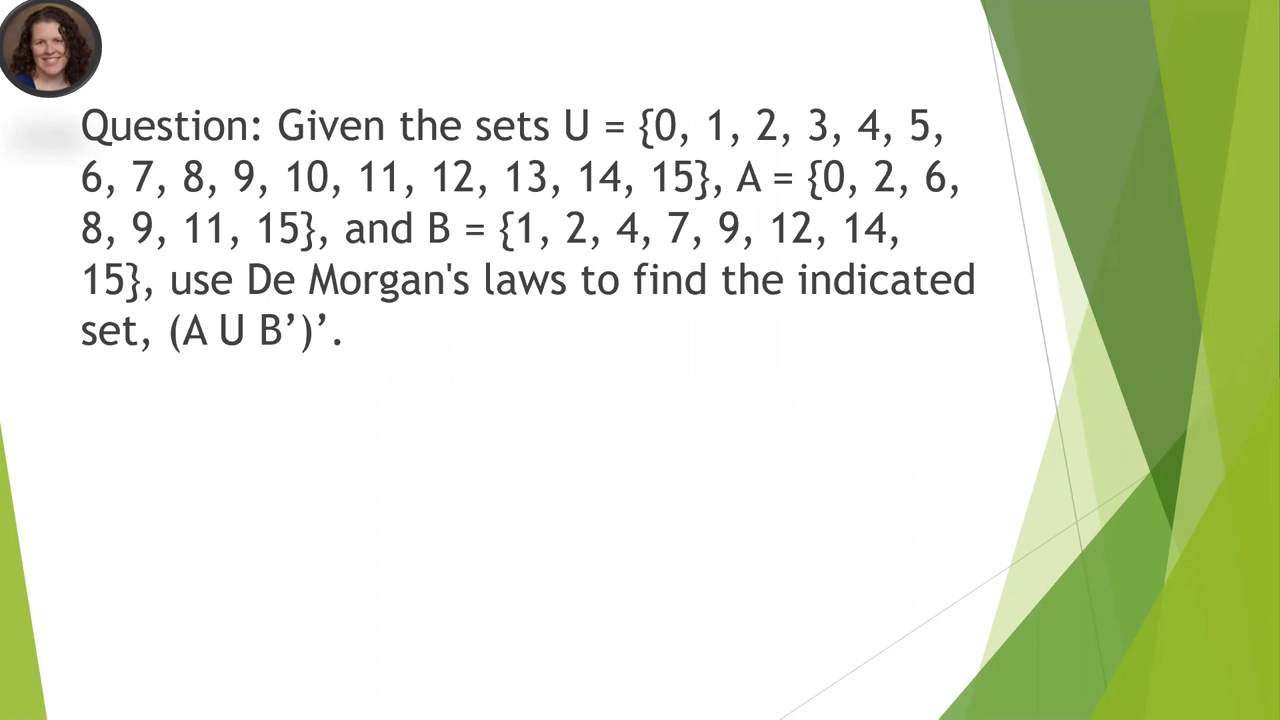 Question: Given the sets U = {0, 1, 2, 3, 4, 5,
6, 7, 8, 9, 10, 11, 12, 13, 14, 15}, A = {0, 2, 6,
8, 9, 11, 15}, and B = {1, 2, 4, 7, 9, 12, 14,
15}, use De Morgan's laws to find the indicated
set, (A U B’)’.